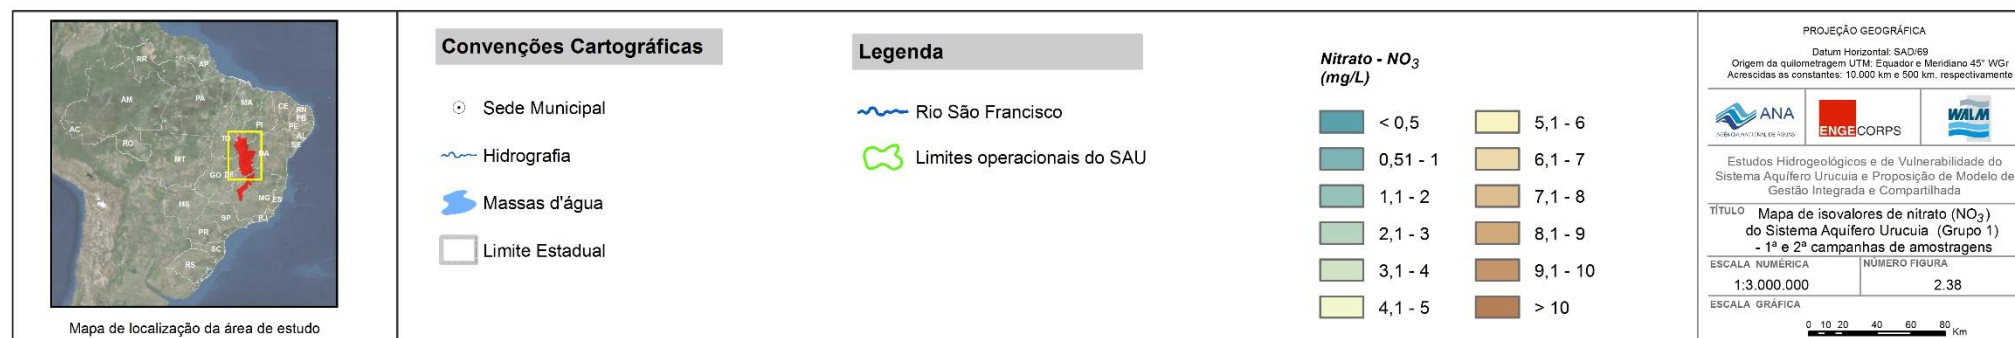 RR
AP
AM
PA
MA
CE
RN
PB
PE
AL
SE
PI
AC
RO
TO
MT
BA
GO
DF
MG
ES
MS
SP
RJ
PR
SC
RS
Mapa de localização da área de estudo
Convenções Cartográficas
Sede Municipal
Hidrografia
Massas d'água
Limite Estadual
Legenda
Rio São Francisco
Limites operacionais do SAU
Nitrato - NO3
(mg/L)
< 0,5
0,51 - 1
1,1 - 2
2,1 - 3
3,1 - 4
4,1 - 5
5,1 - 6
6,1 - 7
7,1 - 8
8,1 - 9
9,1 - 10
> 10
PROJEÇÃO GEOGRÁFICA
Datum Horizontal: SAD/69
Origem da quilometragem UTM: Equador e Meridiano 45° WGr
Acrescidas as constantes: 10.000 km e 500 km, respectivamente
ANA
AGÊNCIA NACIONAL DE ÁGUAS
ENGECORPS
WALM
Estudos Hidrogeológicos e de Vulnerabilidade do
Sistema Aquífero Urucuia e Proposição de Modelo de
Gestão Integrada e Compartilhada
TÍTULO Mapa de isovalores de nitrato (NO3)
do Sistema Aquífero Urucuia (Grupo 1)
- 1ª e 2ª campanhas de amostragens
ESCALA NUMÉRICA
1:3.000.000
NÚMERO FIGURA
2.38
ESCALA GRÁFICA
0 10 20 40 60 80 Km